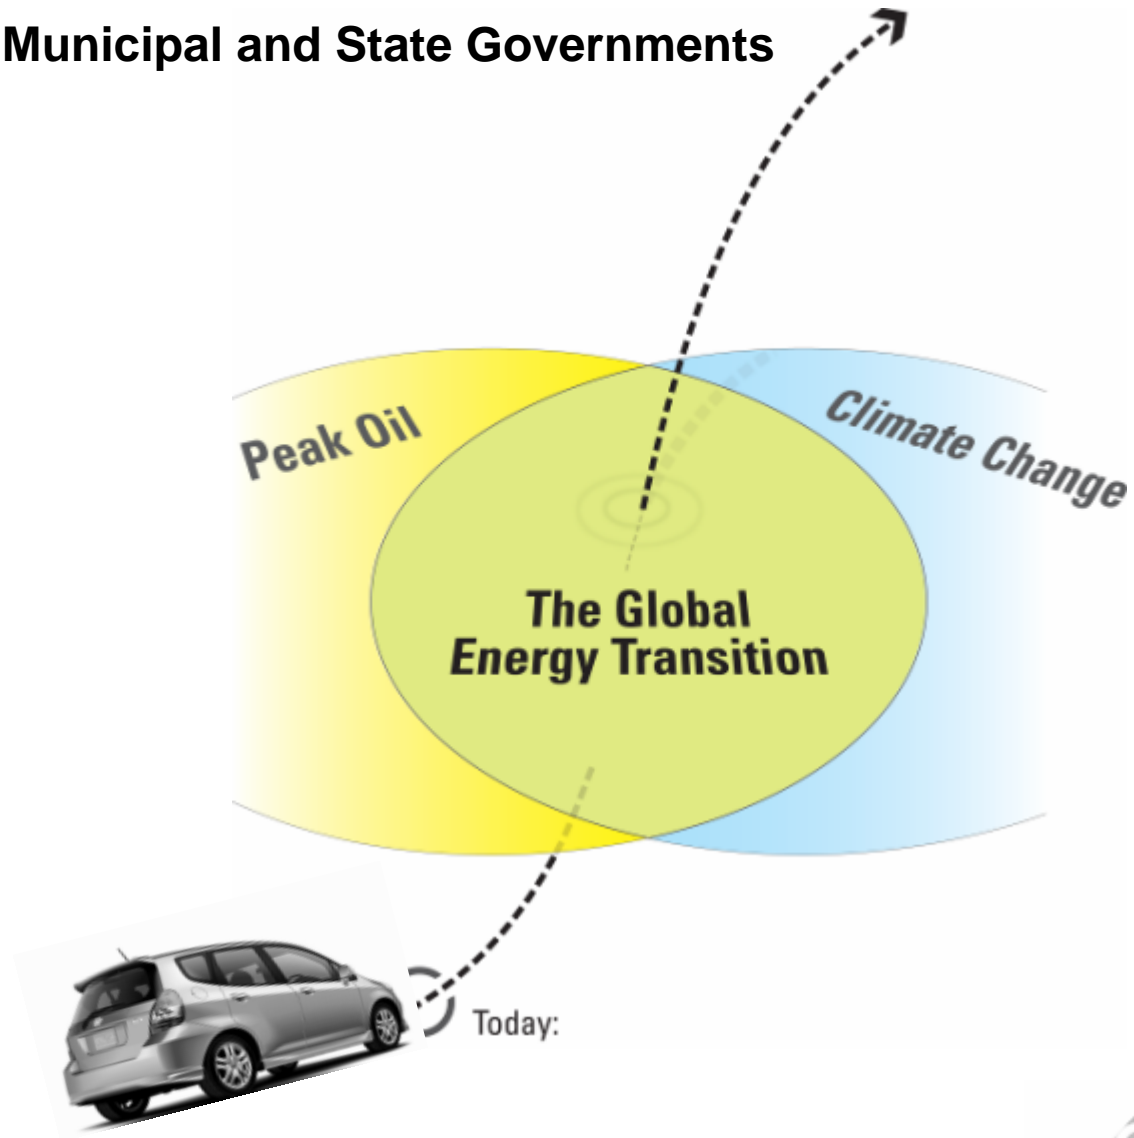 Municipal and State Governments
Peak Oil
Climate Change
The Global
Energy Transition
Today: